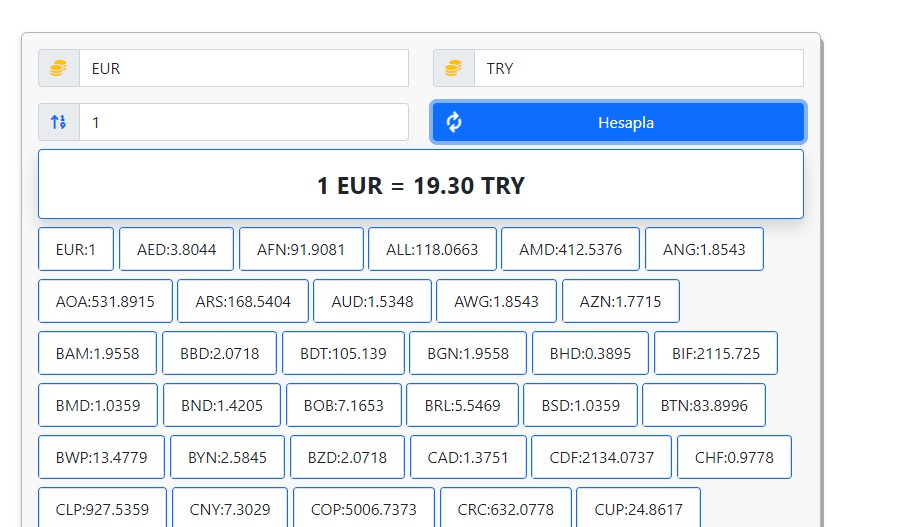 EUR TRY
1 Hesapla
1 EUR = 19.30 TRY
EUR:1 AED:3.8044 AFN:91.9081 ALL:118.0663 AMD:412.5376 ANG:1.8543
AOA:531.8915 ARS:168.5404 AUD:1.5348 AWG:1.8543 AZN:1.7715
BAM:1.9558 BBD:2.0718 BDT:105.139 BGN:1.9558 BHD:0.3895 BIF:2115.725
BMD:1.0359 BND:1.4205 BOB:7.1653 BRL:5.5469 BSD:1.0359 BTN:83.8996
BWP:13.4779 BYN:2.5845 BZD:2.0718 CAD:1.3751 CDF:2134.0737 CHF:0.9778
CLP:927.5359 CNY:7.3029 COP:5006.7373 CRC:632.0778 CUP:24.8617